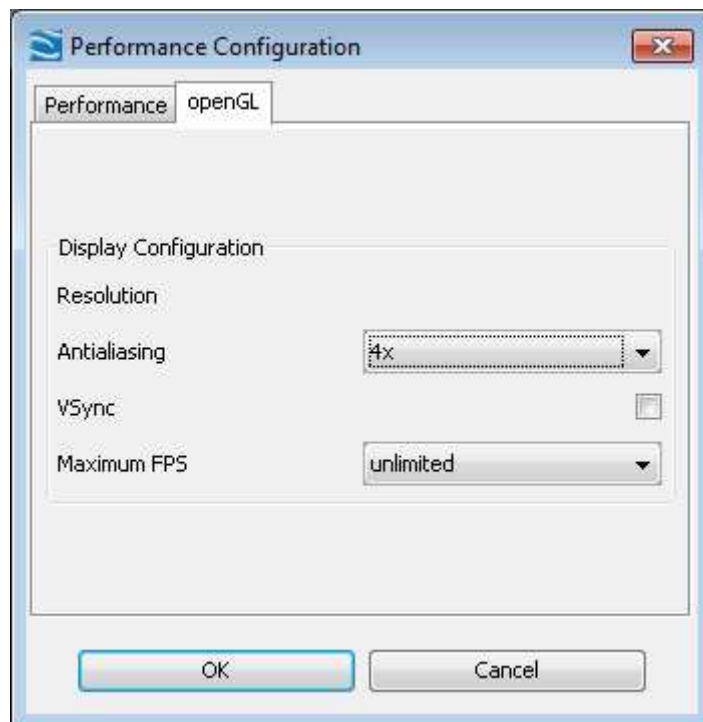 Performance Configuration
Performance openGL
Display Configuration
Resolution
Antialiasing 4x
VSync
Maximum FPS unlimited
OK Cancel